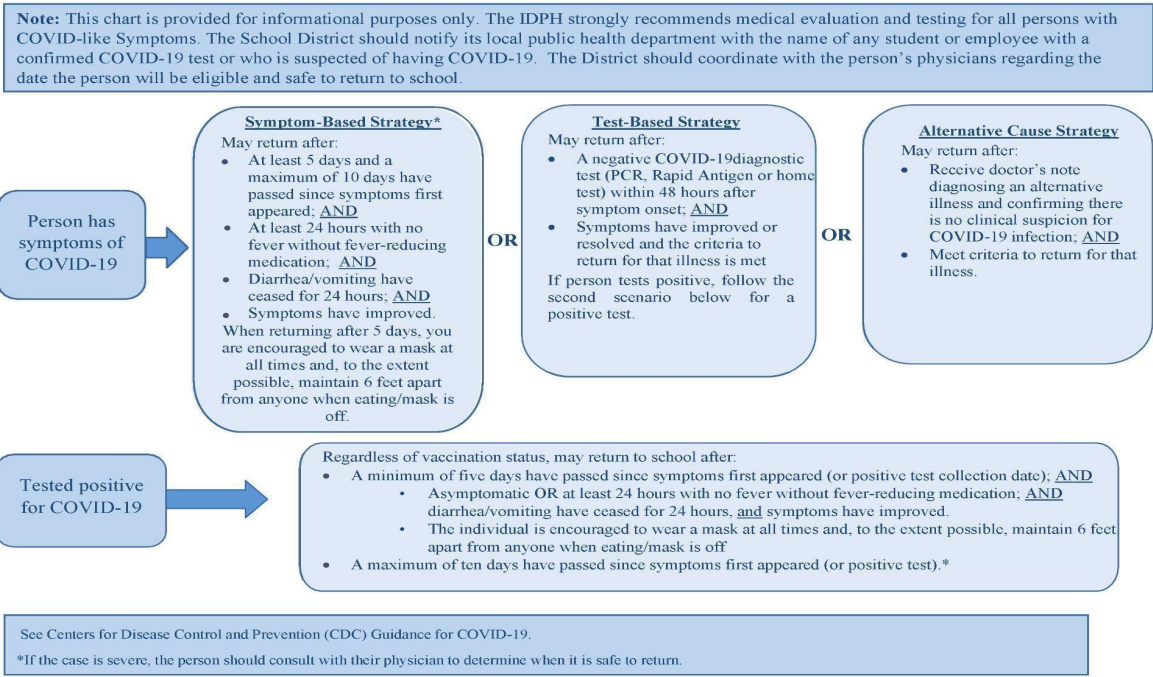 Note: This chart is provided for informational purposes only. The IDPH strongly recommends medical evaluation and testing for all persons with
COVID-like Symptoms. The School District should notify its local public health department with the name of any student or employee with a
confirmed COVID-19 test or who is suspected of having COVID-19. The District should coordinate with the person's physicians regarding the
date the person will be eligible and safe to return to school.
Person has
symptoms of
COVID-19
Symptom-Based Strategy*
May return after:
• At least 5 days and a
maximum of 10 days have
passed since symptoms first
appeared; AND
• At least 24 hours with no
fever without fever-reducing
medication; AND
• Diarrhea/vomiting have
ceased for 24 hours; AND
• Symptoms have improved.
When returning after 5 days, you
are encouraged to wear a mask at
all times and, to the extent
possible, maintain 6 feet apart
from anyone when eating/mask is
off.
OR
Test-Based Strategy
May return after:
• A negative COVID-19diagnostic
test (PCR, Rapid Antigen or home
test) within 48 hours after
symptom onset; AND
• Symptoms have improved or
resolved and the criteria to
return for that illness is met
If person tests positive, follow the
second scenario below for a
positive test.
OR
Alternative Cause Strategy
May return after:
• Receive doctor's note
diagnosing an alternative
illness and confirming there
is no clinical suspicion for
COVID-19 infection; AND
• Meet criteria to return for that
illness.
Tested positive
for COVID-19
Regardless of vaccination status, may return to school after:
• A minimum of five days have passed since symptoms first appeared (or positive test collection date); AND
• Asymptomatic OR at least 24 hours with no fever without fever-reducing medication; AND
diarrhea/vomiting have ceased for 24 hours, and symptoms have improved.
• The individual is encouraged to wear a mask at all times and, to the extent possible, maintain 6 feet
apart from anyone when eating/mask is off
• A maximum of ten days have passed since symptoms first appeared (or positive test).*
See Centers for Disease Control and Prevention (CDC) Guidance for COVID-19.
*If the case is severe, the person should consult with their physician to determine when it is safe to return.